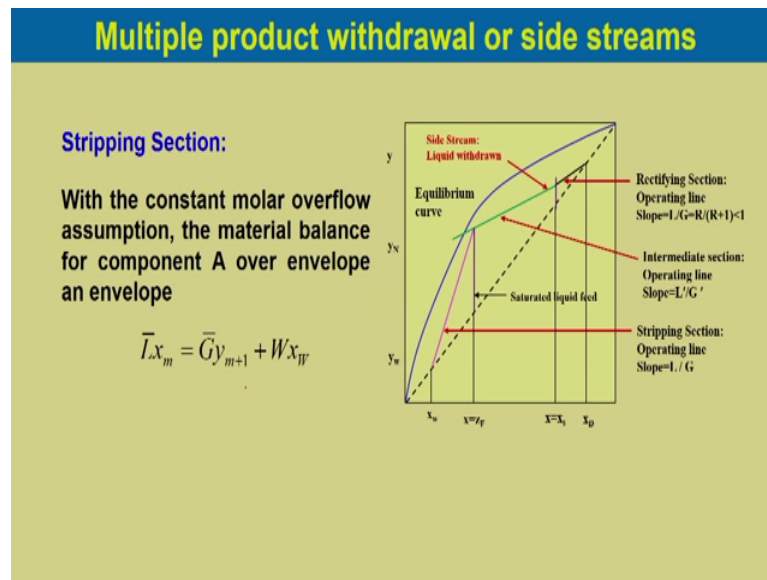 Multiple product withdrawal or side streams
Stripping Section:
With the constant molar overflow
assumption, the material balance
for component A over envelope
an envelope
L̅x_m = G̅y_{m+1} + Wx_W
y
Side Stream:
Liquid withdrawn
Equilibrium
curve
Rectifying Section:
Operating line
Slope=L/G=R/(R+1)<1
y_N
Intermediate section:
Operating line
Slope=L'/G '
Saturated liquid feed
Stripping Section:
Operating line
Slope=L / G
y_w
x_w
x=z_F
x=x_s
x_D